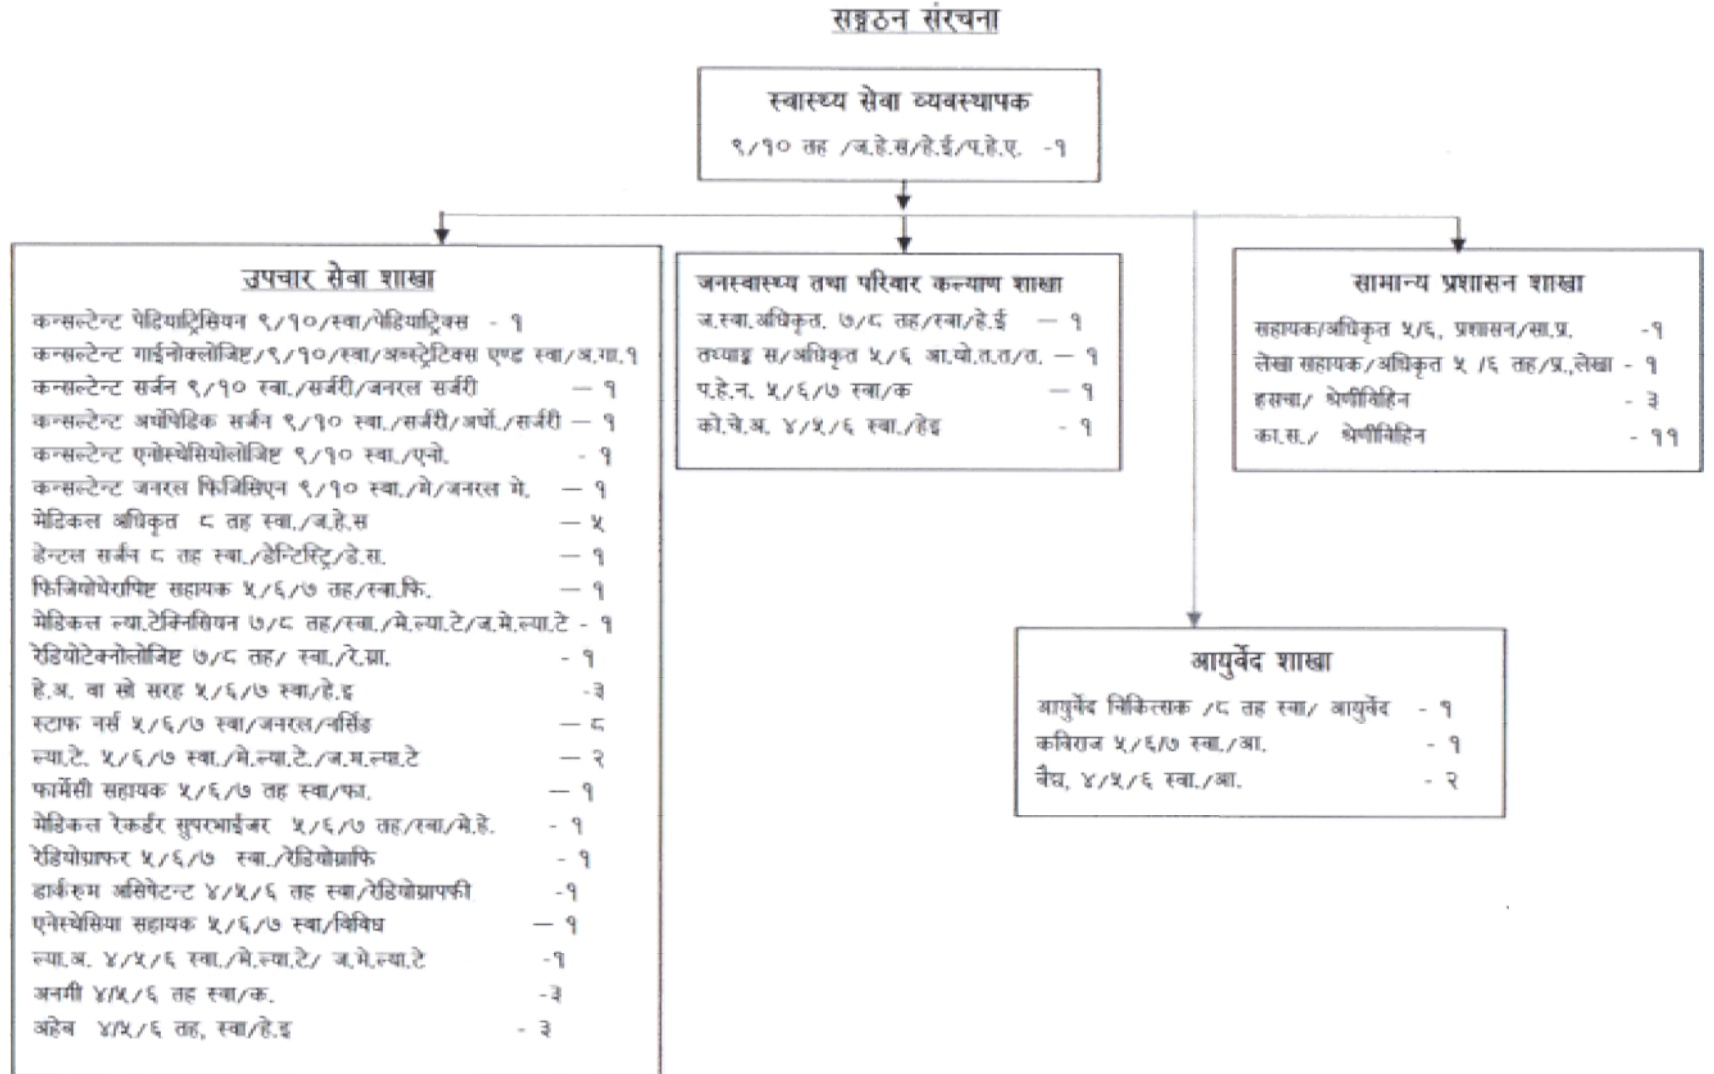 सङ्गठन संरचना
स्वास्थ्य सेवा व्यवस्थापक
९/१० तह /ज.हे.स/हे.ई/प.हे.ए. -१
उपचार सेवा शाखा
कन्सल्टेन्ट पेडियाट्रिसियन ९/१०/स्वा/पेडियाट्रिक्स - १
कन्सल्टेन्ट गाईनोक्लोजिष्ट/९/१०/स्वा/अब्स्ट्रेटिक्स एण्ड स्वा/अ.गा.१
कन्सल्टेन्ट सर्जन ९/१० स्वा./सर्जरी/जनरल सर्जरी — १
कन्सल्टेन्ट अर्थोपेडिक सर्जन ९/१० स्वा./सर्जरी/अर्थो./सर्जरी — १
कन्सल्टेन्ट एनोस्थेसियोलोजिष्ट ९/१० स्वा./एनो. - १
कन्सल्टेन्ट जनरल फिजिसिएन ९/१० स्वा./मे/जनरल मे. — १
मेडिकल अधिकृत ८ तह स्वा./ज.हे.स — ५
डेन्टल सर्जन ८ तह स्वा./डेन्टिस्ट्रि/डे.स. — १
फिजियोथेरापिष्ट सहायक ५/६/७ तह/स्वा.फि. — १
मेडिकल ल्या.टेक्निसियन ७/८ तह/स्वा./मे.ल्या.टे/ज.मे.ल्या.टे - १
रेडियोटेक्नोलोजिष्ट ७/८ तह/ स्वा./रे.ग्रा. - १
हे.अ. वा सो सरह ५/६/७ स्वा/हे.इ -३
स्टाफ नर्स ५/६/७ स्वा/जनरल/नर्सिङ — ८
ल्या.टे. ५/६/७ स्वा./मे.ल्या.टे./ज.म.ल्या.टे — २
फार्मेसी सहायक ५/६/७ तह स्वा/फा. — १
मेडिकल रेकर्डर सुपरभाईजर ५/६/७ तह/स्वा/मे.हे. - १
रेडियोग्राफर ५/६/७ स्वा./रेडियोग्राफि - १
डार्करुम असिष्टेन्ट ४/५/६ तह स्वा/रेडियोग्राफफी -१
एनेस्थेसिया सहायक ५/६/७ स्वा/विविध — १
ल्या.अ. ४/५/६ स्वा./मे.ल्या.टे/ ज.मे.ल्या.टे -१
अनमी ४/५/६ तह स्वा/क. -३
अहेब ४/५/६ तह, स्वा/हे.इ - ३
जनस्वास्थ्य तथा परिवार कल्याण शाखा
ज.स्वा.अधिकृत. ७/८ तह/स्वा/हे.ई — १
तथ्याङ्क स/अधिकृत ५/६ आ.यो.त.त/त. — १
प.हे.न. ५/६/७ स्वा/क — १
को.चे.अ. ४/५/६ स्वा./हेइ - १
सामान्य प्रशासन शाखा
सहायक/अधिकृत ५/६, प्रशासन/सा.प्र. -१
लेखा सहायक/अधिकृत ५ /६ तह/प्र.,लेखा - १
हसचा/ श्रेणीविहिन - ३
का.स./ श्रेणीविहिन - ११
आयुर्वेद शाखा
आयुर्वेद चिकित्सक /८ तह स्वा/ आयुर्वेद - १
कविराज ५/६/७ स्वा./आ. - १
वैद्य, ४/५/६ स्वा./आ. - २